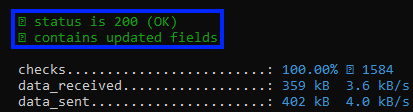 status is 200 (OK)
contains updated fields
checks.........................: 100.00% 1584
data_received..................: 359 kB 3.6 kB/s
data_sent......................: 402 kB 4.0 kB/s